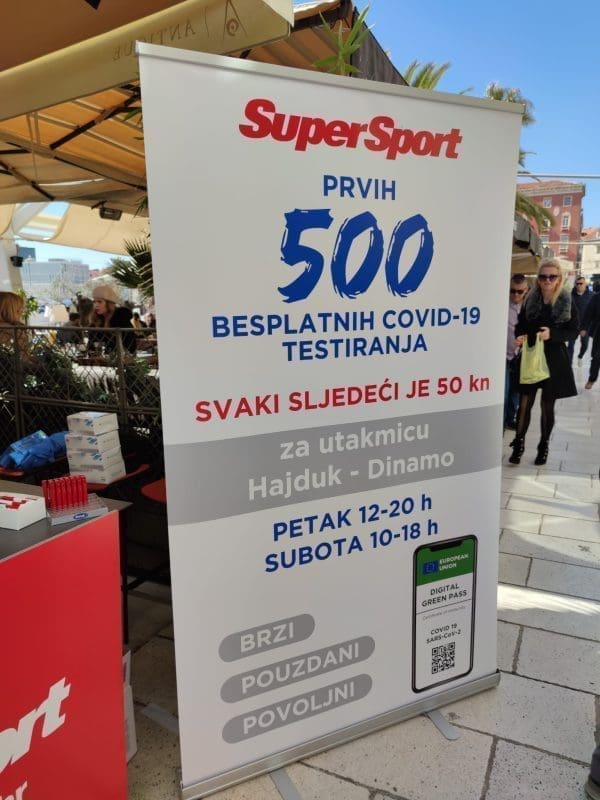 ANTIQUE
SuperSport
PRVIH
500
BESPLATNIH COVID-19
TESTIRANJA
SVAKI SLJEDEĆI JE 50 kn
za utakmicu
Hajduk - Dinamo
PETAK 12-20 h
SUBOTA 10-18 h
EUROPEAN
UNION
DIGITAL
GREEN PASS
COVID 19
SARS-CoV-2
BRZI
POUZDANI
POVOLJNI